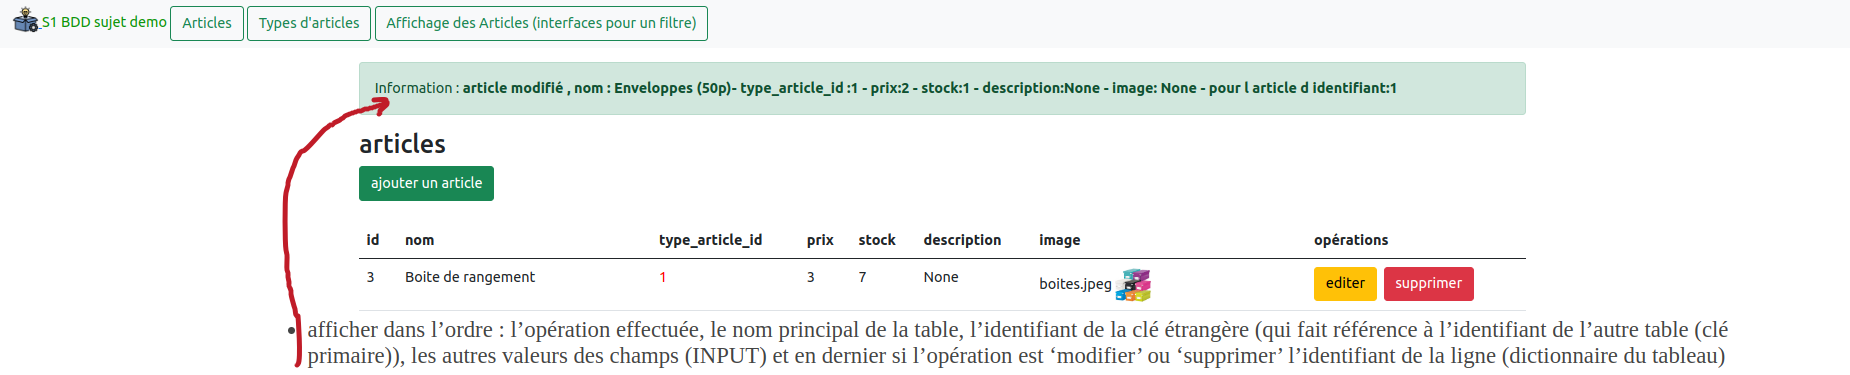 S1 BDD sujet demo Articles Types d'articles Affichage des Articles (interfaces pour un filtre)
Information : article modifié , nom : Enveloppes (50p)- type_article_id :1 - prix:2 - stock:1 - description:None - image: None - pour l article d identifiant:1
articles
ajouter un article
id nom type_article_id prix stock description image opérations
3 Boite de rangement 1 3 7 None boites.jpeg editer supprimer
• afficher dans l’ordre : l’opération effectuée, le nom principal de la table, l’identifiant de la clé étrangère (qui fait référence à l’identifiant de l’autre table (clé
primaire)), les autres valeurs des champs (INPUT) et en dernier si l’opération est ‘modifier’ ou ‘supprimer’ l’identifiant de la ligne (dictionnaire du tableau)